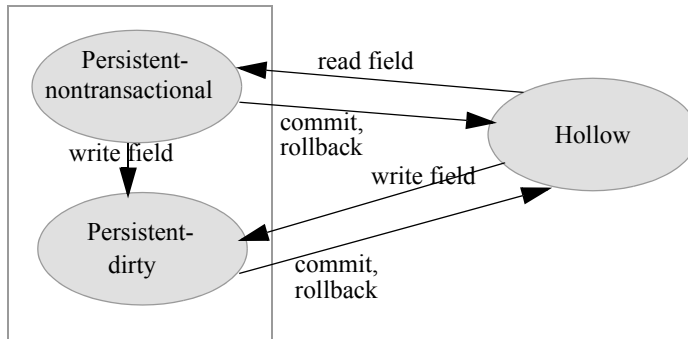 Persistent-
nontransactional
read field
commit,
rollback
Hollow
write field
write field
Persistent-
dirty
commit,
rollback